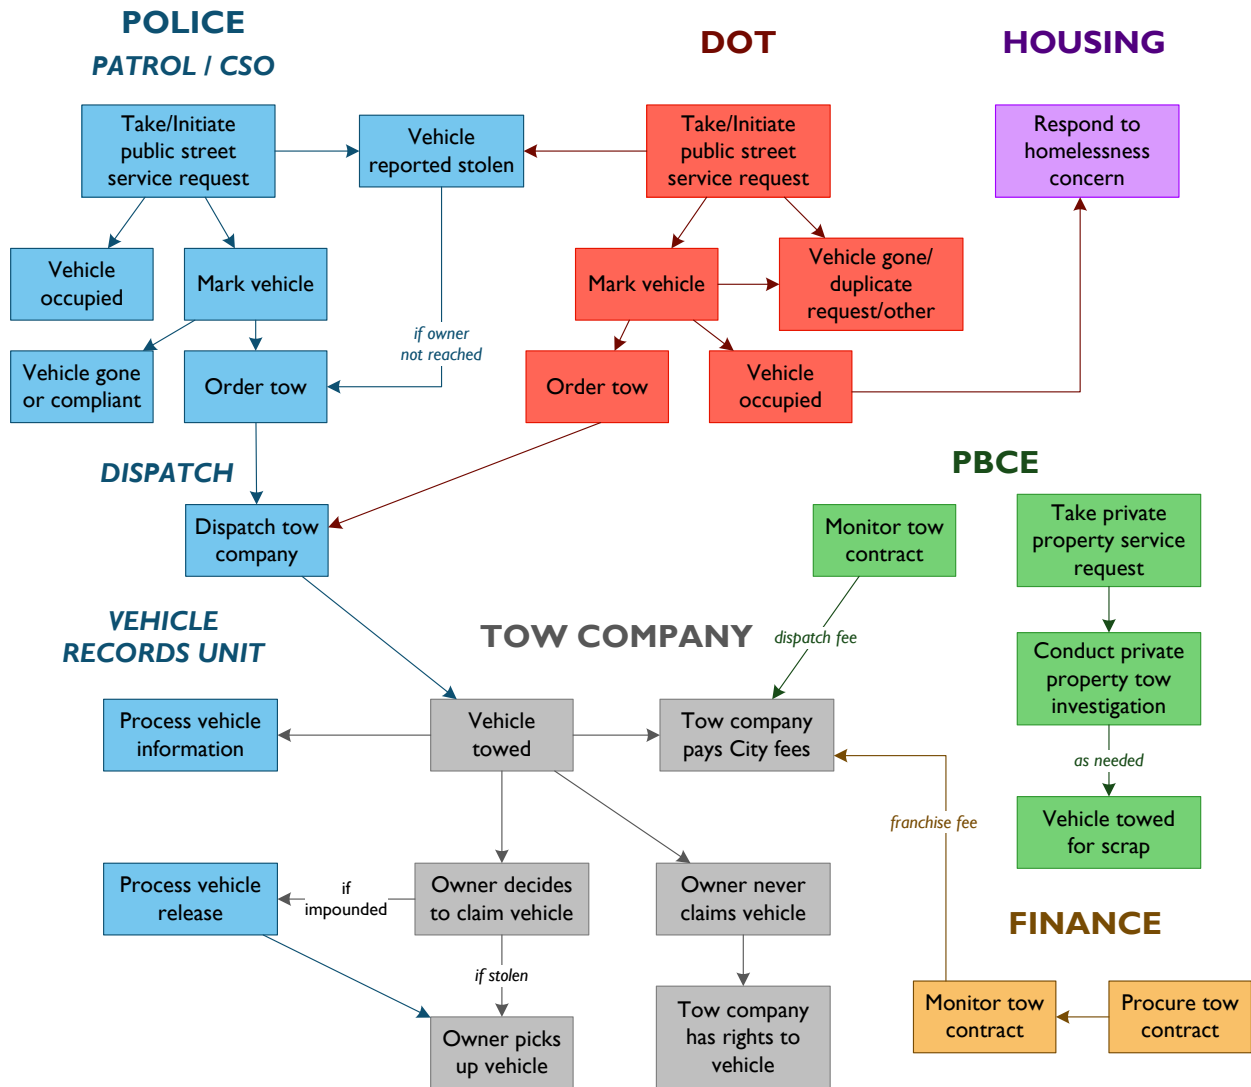 POLICE
PATROL / CSO
DOT
HOUSING
Take/Initiate
public street
service request
Vehicle
reported stolen
Take/Initiate
public street
service request
Respond to
homelessness
concern
Vehicle
occupied
Mark vehicle
Mark vehicle
Vehicle gone/
duplicate
request/other
if owner
not reached
Vehicle gone
or compliant
Order tow
Order tow
Vehicle
occupied
DISPATCH
PBCE
Dispatch tow
company
Monitor tow
contract
Take private
property service
request
VEHICLE
RECORDS UNIT
TOW COMPANY
dispatch fee
Conduct private
property tow
investigation
Process vehicle
information
Vehicle
towed
Tow company
pays City fees
as needed
franchise fee
Vehicle towed
for scrap
Process vehicle
release
if
impounded
Owner decides
to claim vehicle
Owner never
claims vehicle
FINANCE
if stolen
Owner picks
up vehicle
Tow company
has rights to
vehicle
Monitor tow
contract
Procure tow
contract